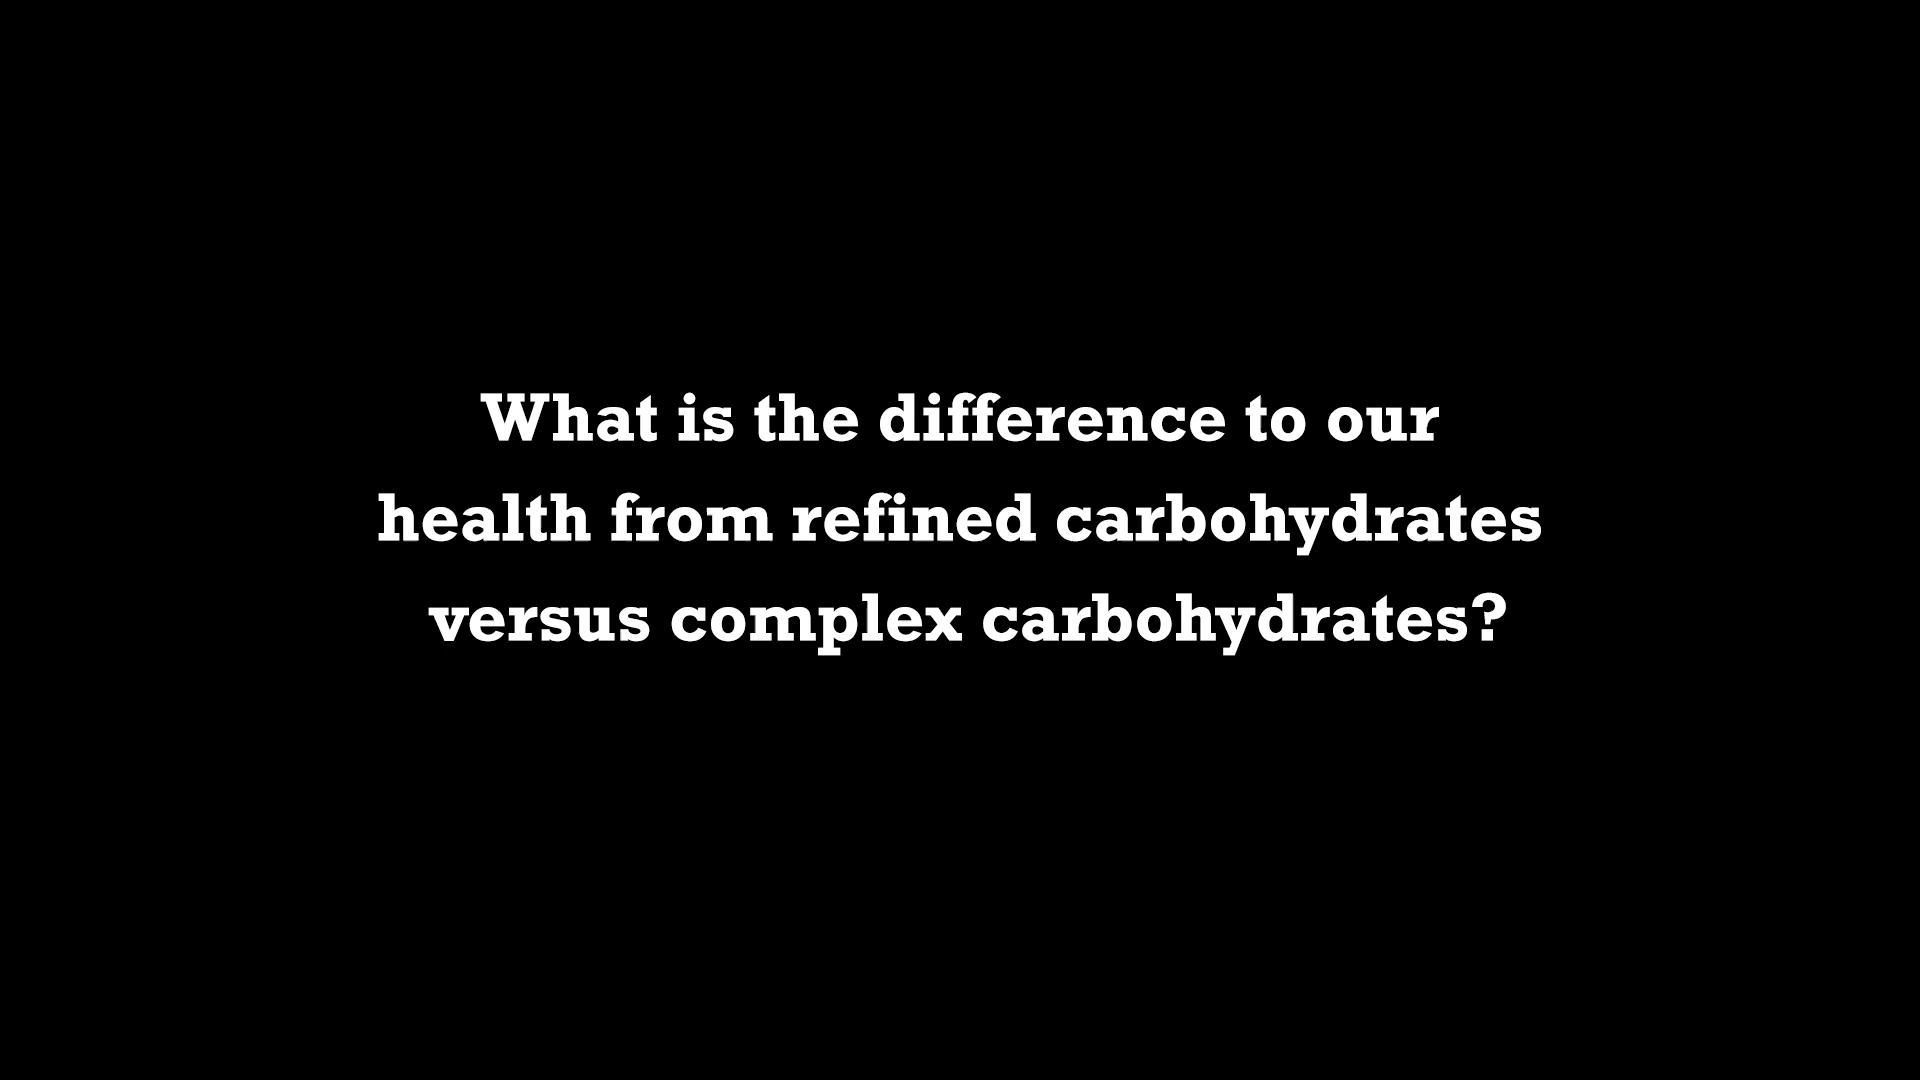 What is the difference to our
health from refined carbohydrates
versus complex carbohydrates?